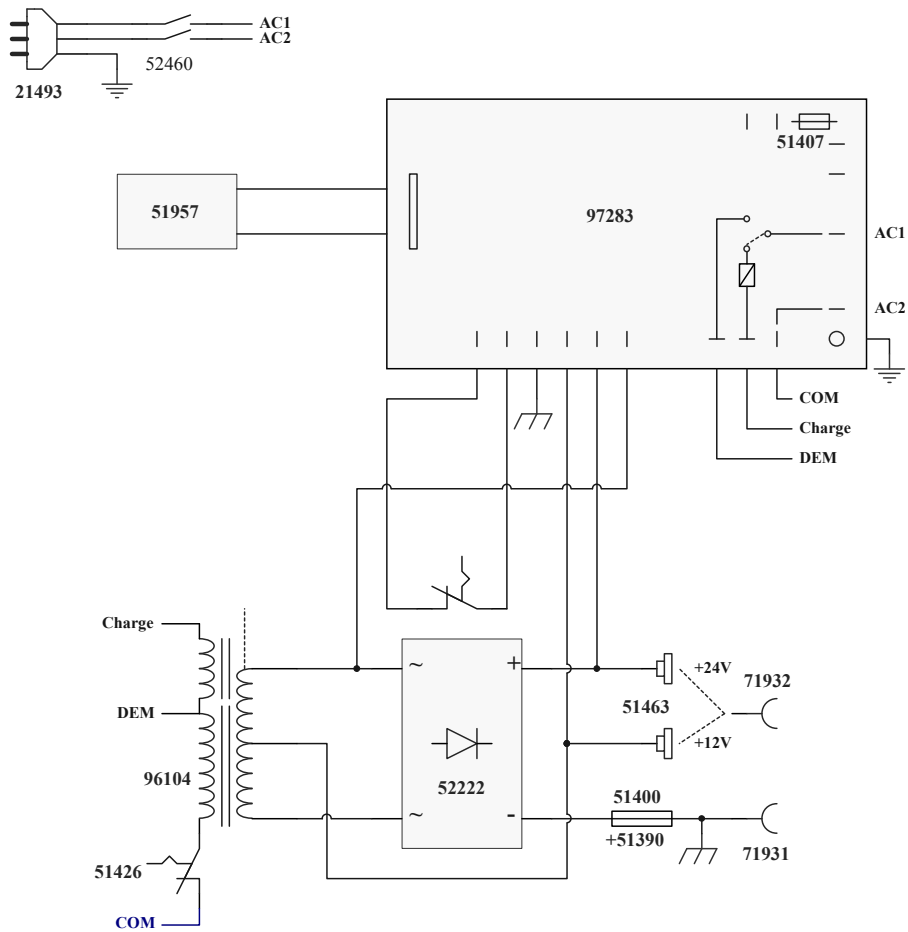 AC1
AC2
52460
21493
51407
51957
97283
AC1
AC2
COM
Charge
DEM
Charge
~
+
+24V
71932
51463
DEM
+12V
96104
52222
51400
~
-
+51390
71931
51426
COM